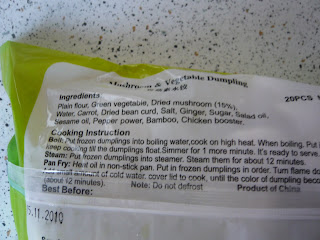 Mushroom & Vegetable Dumpling
Ingredients
20PCS
Plain flour, Green vegetable, Dried mushroom (15%),
Water, Carrot, Dried bean curd, Salt, Ginger, Sugar, Salad oil,
Sesame oil, Pepper power, Bamboo, Chicken booster.
Cooking Instruction
Boil: Put frozen dumplings into boiling water,cook on high heat. When boiling. Put
keep cooking till the dumplings float.Simmer for 1 more minute. It's ready to serve
Steam: Put frozen dumplings into steamer. Steam them for about 12 minutes.
Pan Fry: Heat oil in non-stick pan. Put in frozen dumplings in order. Turn flame do
small amount of cold water, cover lid to cook, until the color of dumpling beco
(about 12 minutes). Note: Do not defrost Product of China
Best Before:
.11.2010